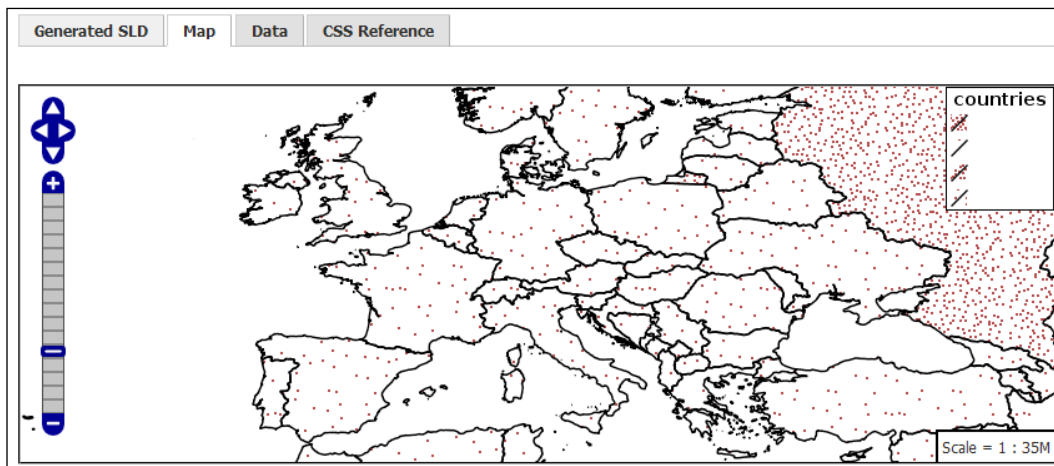 Generated SLD Map Data CSS Reference
countries
Scale = 1 : 35M